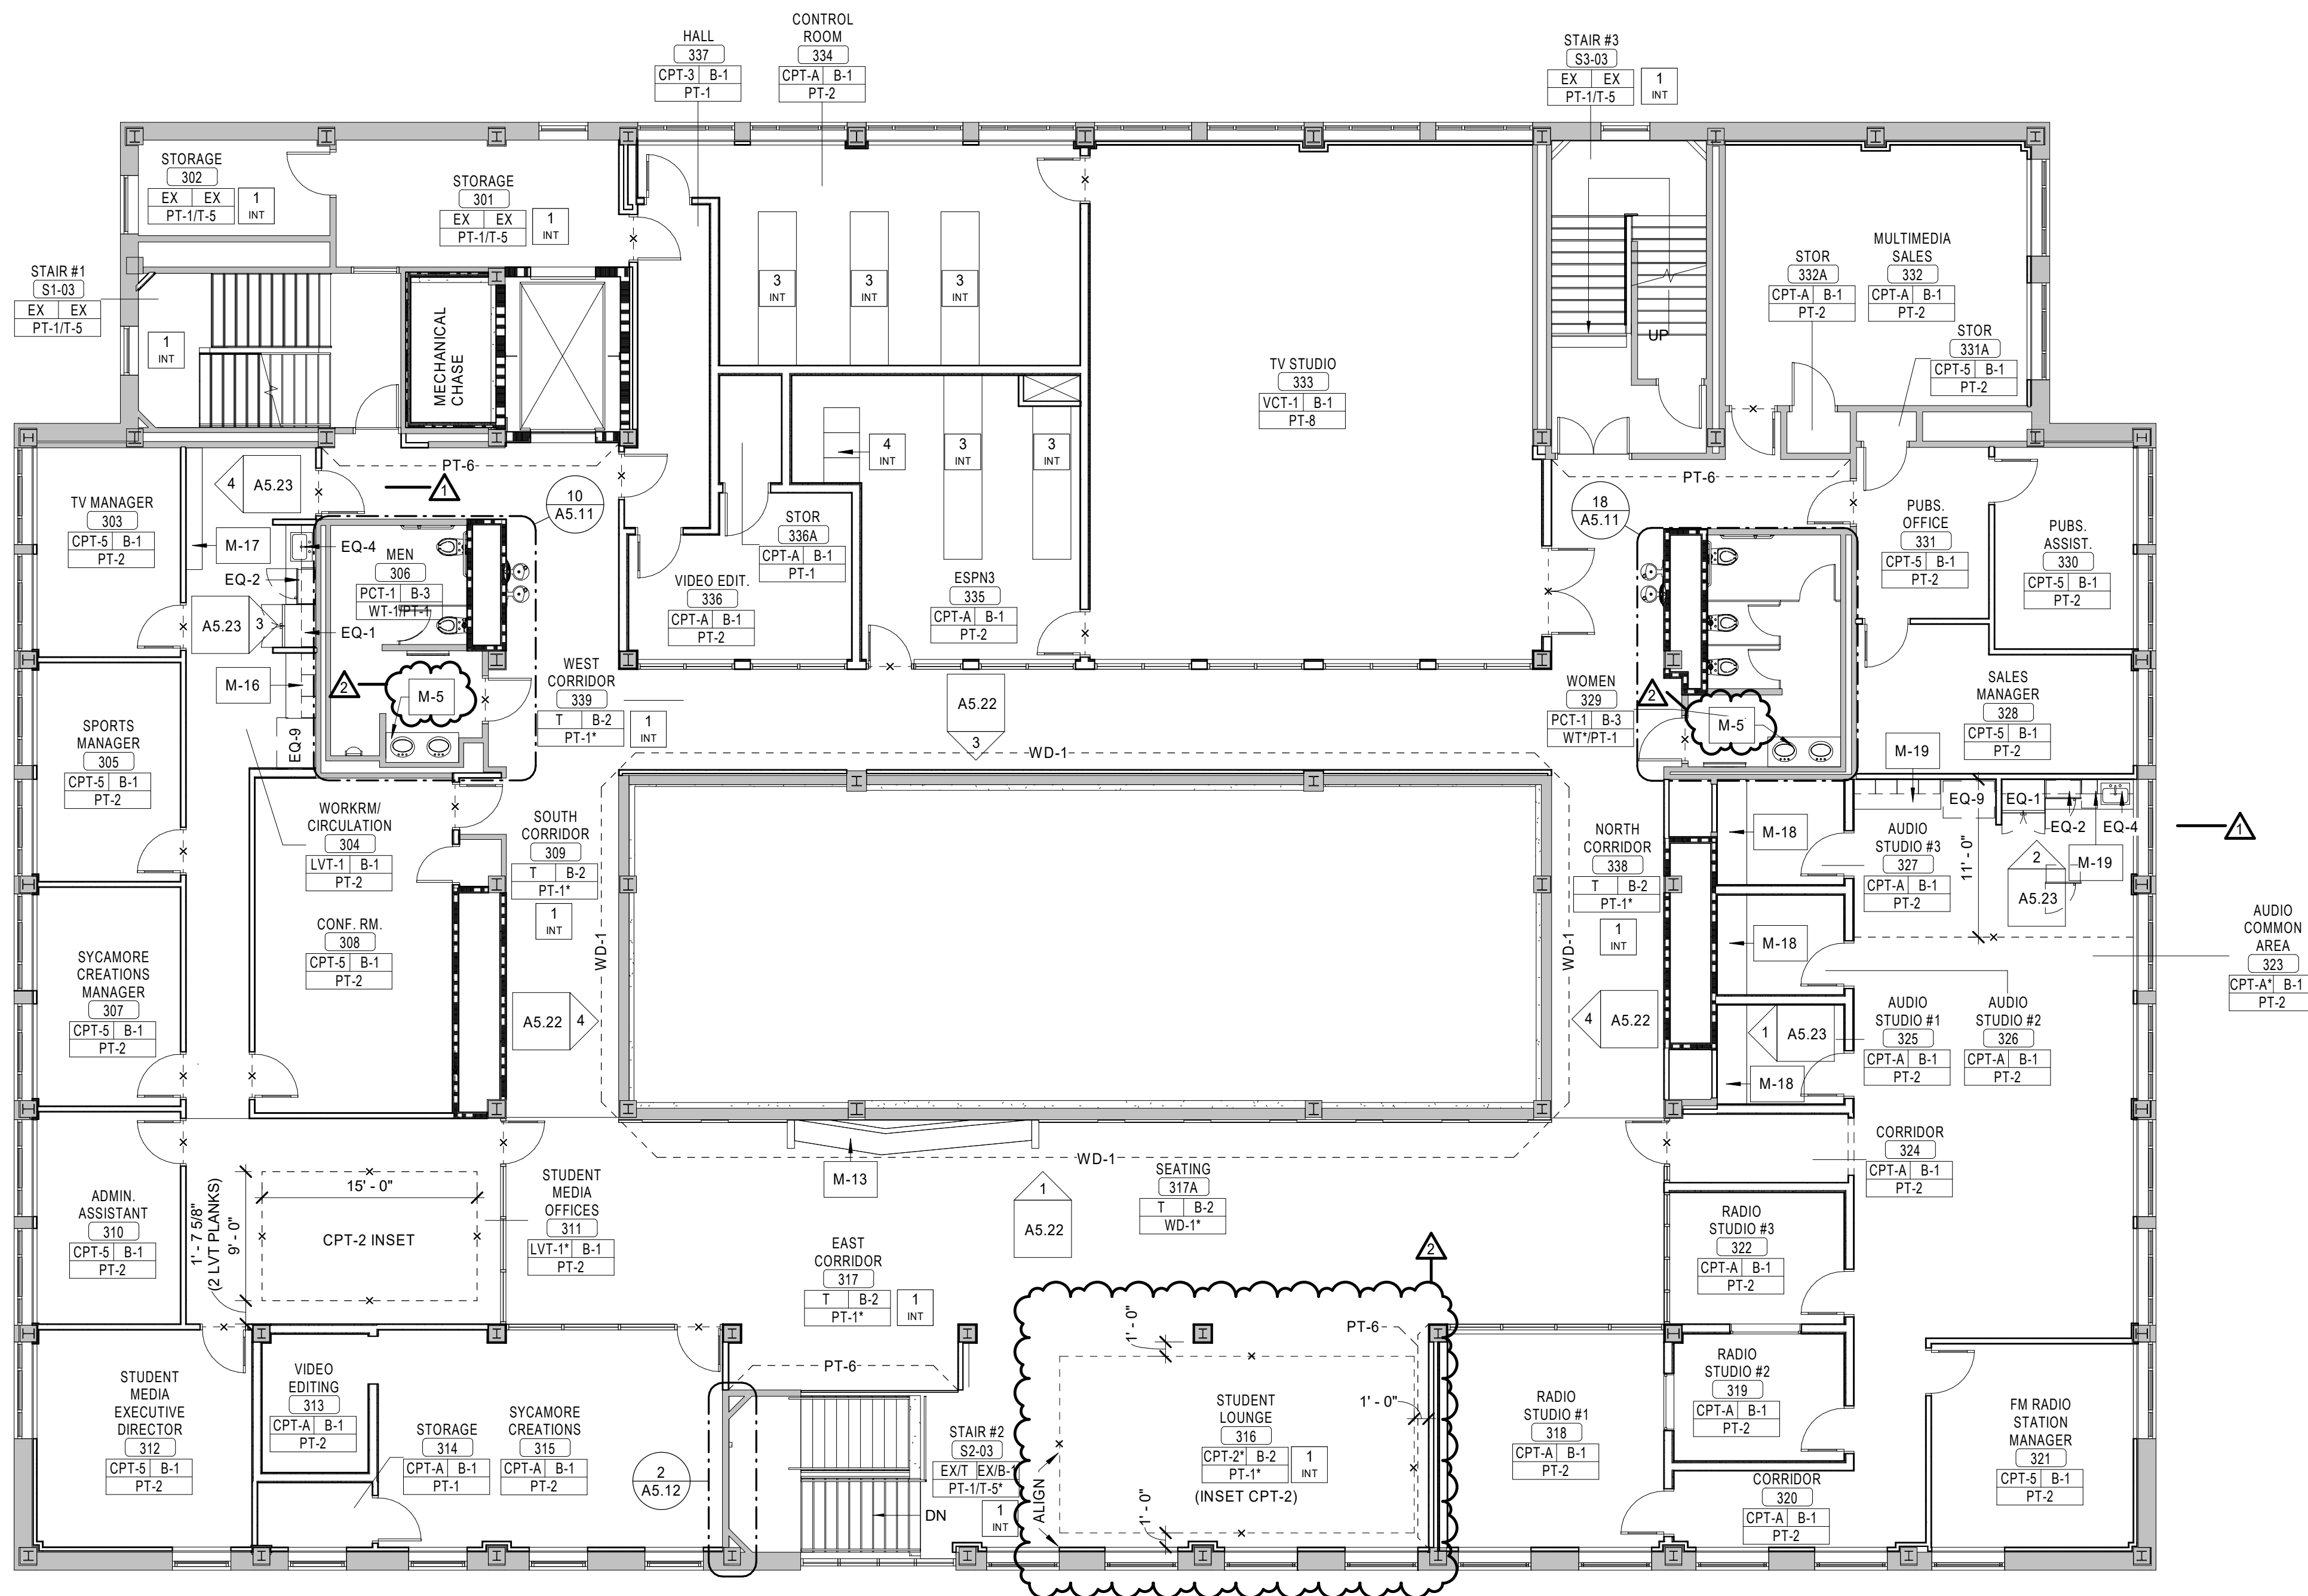 CONTROL
ROOM
334
CPT-A B-1
PT-2
HALL
337
CPT-3 B-1
PT-1
STAIR #3
S3-03
EX EX
PT-1/T-5
1
INT
STORAGE
302
EX EX
PT-1/T-5
1
INT
STORAGE
301
EX EX
PT-1/T-5
1
INT
STAIR #1
S1-03
EX EX
PT-1/T-5
1
INT
MECHANICAL
CHASE
3
INT
3
INT
3
INT
TV STUDIO
333
VCT-1 B-1
PT-8
UP
STOR
332A
CPT-A B-1
PT-2
MULTIMEDIA
SALES
332
CPT-A B-1
PT-2
STOR
331A
CPT-5 B-1
PT-2
4
INT
3
INT
3
INT
PT-6
PT-6
4
A5.23
1
10
A5.11
18
A5.11
TV MANAGER
303
CPT-5 B-1
PT-2
M-17
EQ-4
EQ-2
A5.23
3
EQ-1
M-16
EQ-9
MEN
306
PCT-1 B-3
WT-1/PT-1
2
M-5
STOR
336A
CPT-A B-1
PT-1
VIDEO EDIT.
336
CPT-A B-1
PT-2
ESPN3
335
CPT-A B-1
PT-2
PUBS.
OFFICE
331
CPT-5 B-1
PT-2
PUBS.
ASSIST.
330
CPT-5 B-1
PT-2
WEST
CORRIDOR
339
T B-2
PT-1*
1
INT
A5.22
3
WOMEN
329
PCT-1 B-3
WT*/PT-1
2
M-5
SALES
MANAGER
328
CPT-5 B-1
PT-2
SPORTS
MANAGER
305
CPT-5 B-1
PT-2
WD-1
M-19
EQ-9
EQ-1
EQ-2
EQ-4
M-19
1
2
A5.23
11' - 0"
WORKRM/
CIRCULATION
304
LVT-1 B-1
PT-2
SOUTH
CORRIDOR
309
T B-2
PT-1*
1
INT
NORTH
CORRIDOR
338
T B-2
PT-1*
1
INT
M-18
AUDIO
STUDIO #3
327
CPT-A B-1
PT-2
CONF. RM.
308
CPT-5 B-1
PT-2
WD-1
WD-1
M-18
AUDIO
COMMON
AREA
323
CPT-A* B-1
PT-2
SYCAMORE
CREATIONS
MANAGER
307
CPT-5 B-1
PT-2
A5.22
4
4
A5.22
1
A5.23
M-18
AUDIO
STUDIO #1
325
CPT-A B-1
PT-2
AUDIO
STUDIO #2
326
CPT-A B-1
PT-2
WD-1
M-13
CORRIDOR
324
CPT-A B-1
PT-2
ADMIN.
ASSISTANT
310
CPT-5 B-1
PT-2
1' - 7 5/8"
(2 LVT PLANKS)
9' - 0"
15' - 0"
CPT-2 INSET
STUDENT
MEDIA
OFFICES
311
LVT-1* B-1
PT-2
1
A5.22
SEATING
317A
T B-2
WD-1*
RADIO
STUDIO #3
322
CPT-A B-1
PT-2
EAST
CORRIDOR
317
T B-2
PT-1*
1
INT
2
STUDENT
MEDIA
EXECUTIVE
DIRECTOR
312
CPT-5 B-1
PT-2
VIDEO
EDITING
313
CPT-A B-1
PT-2
STORAGE
314
CPT-A B-1
PT-1
SYCAMORE
CREATIONS
315
CPT-A B-1
PT-2
2
A5.12
PT-6
DN
STAIR #2
S2-03
EX/T EX/B-1
PT-1/T-5*
1
INT
1' - 0"
PT-6
1' - 0"
ALIGN
1' - 0"
STUDENT
LOUNGE
316
CPT-2* B-2
PT-1*
(INSET CPT-2)
1
INT
RADIO
STUDIO #1
318
CPT-A B-1
PT-2
RADIO
STUDIO #2
319
CPT-A B-1
PT-2
CORRIDOR
320
CPT-A B-1
PT-2
FM RADIO
STATION
MANAGER
321
CPT-5 B-1
PT-2